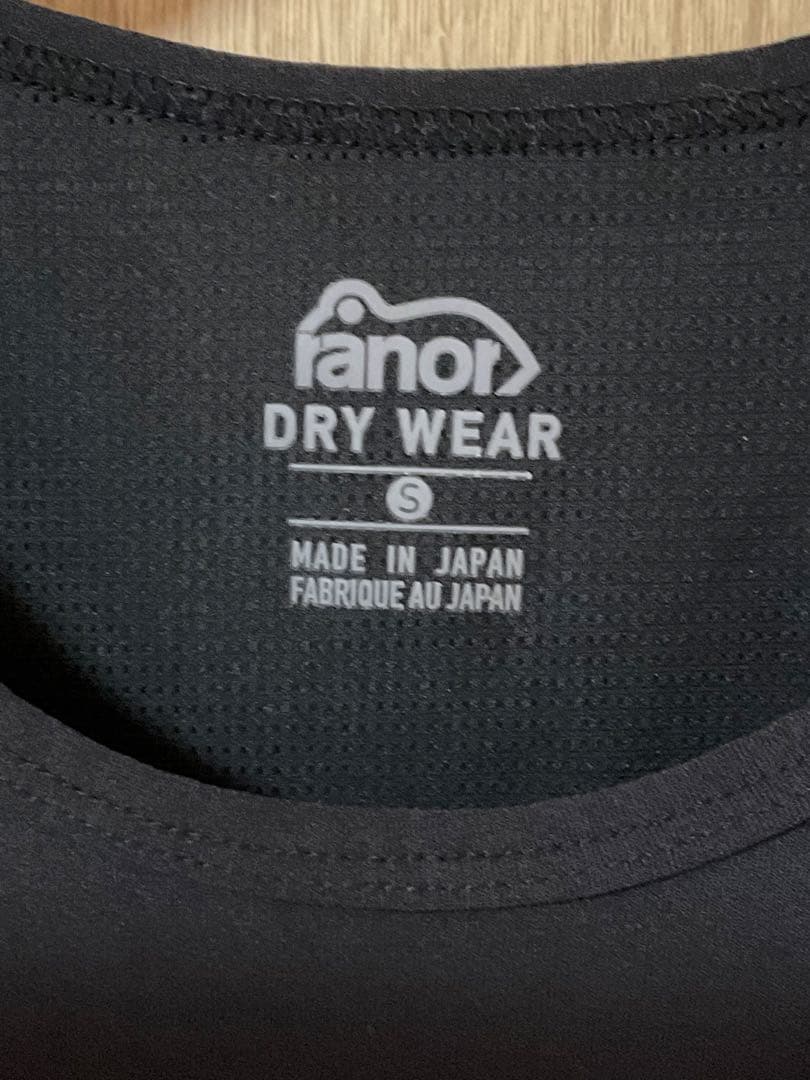 ranor
DRY WEAR
S
MADE IN JAPAN
FABRIQUE AU JAPAN